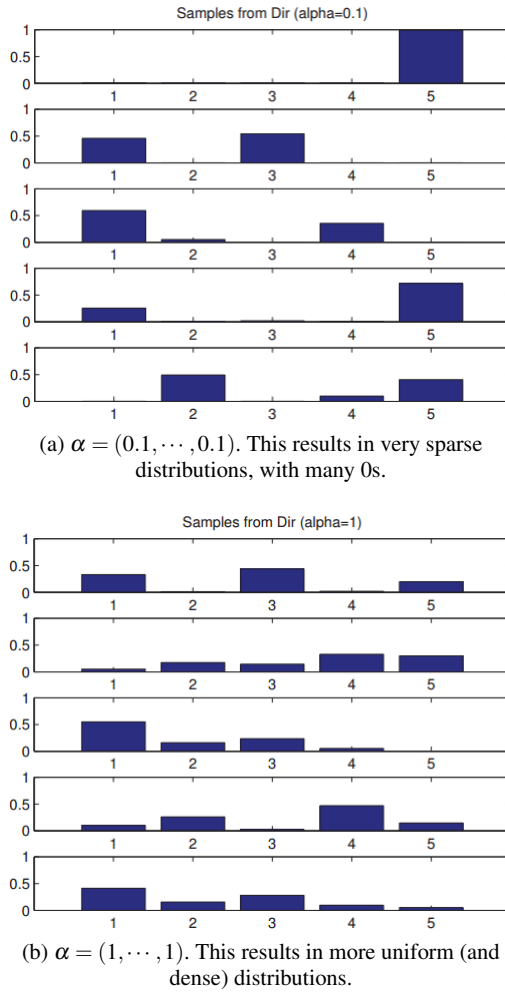 Samples from Dir (alpha=0.1)
1
0.5
0
1 2 3 4 5
1
0.5
0
1 2 3 4 5
1
0.5
0
1 2 3 4 5
1
0.5
0
1 2 3 4 5
1
0.5
0
1 2 3 4 5
(a) α = (0.1, ⋯ , 0.1). This results in very sparse
distributions, with many 0s.
Samples from Dir (alpha=1)
1
0.5
0
1 2 3 4 5
1
0.5
0
1 2 3 4 5
1
0.5
0
1 2 3 4 5
1
0.5
0
1 2 3 4 5
1
0.5
0
1 2 3 4 5
(b) α = (1, ⋯ , 1). This results in more uniform (and
dense) distributions.